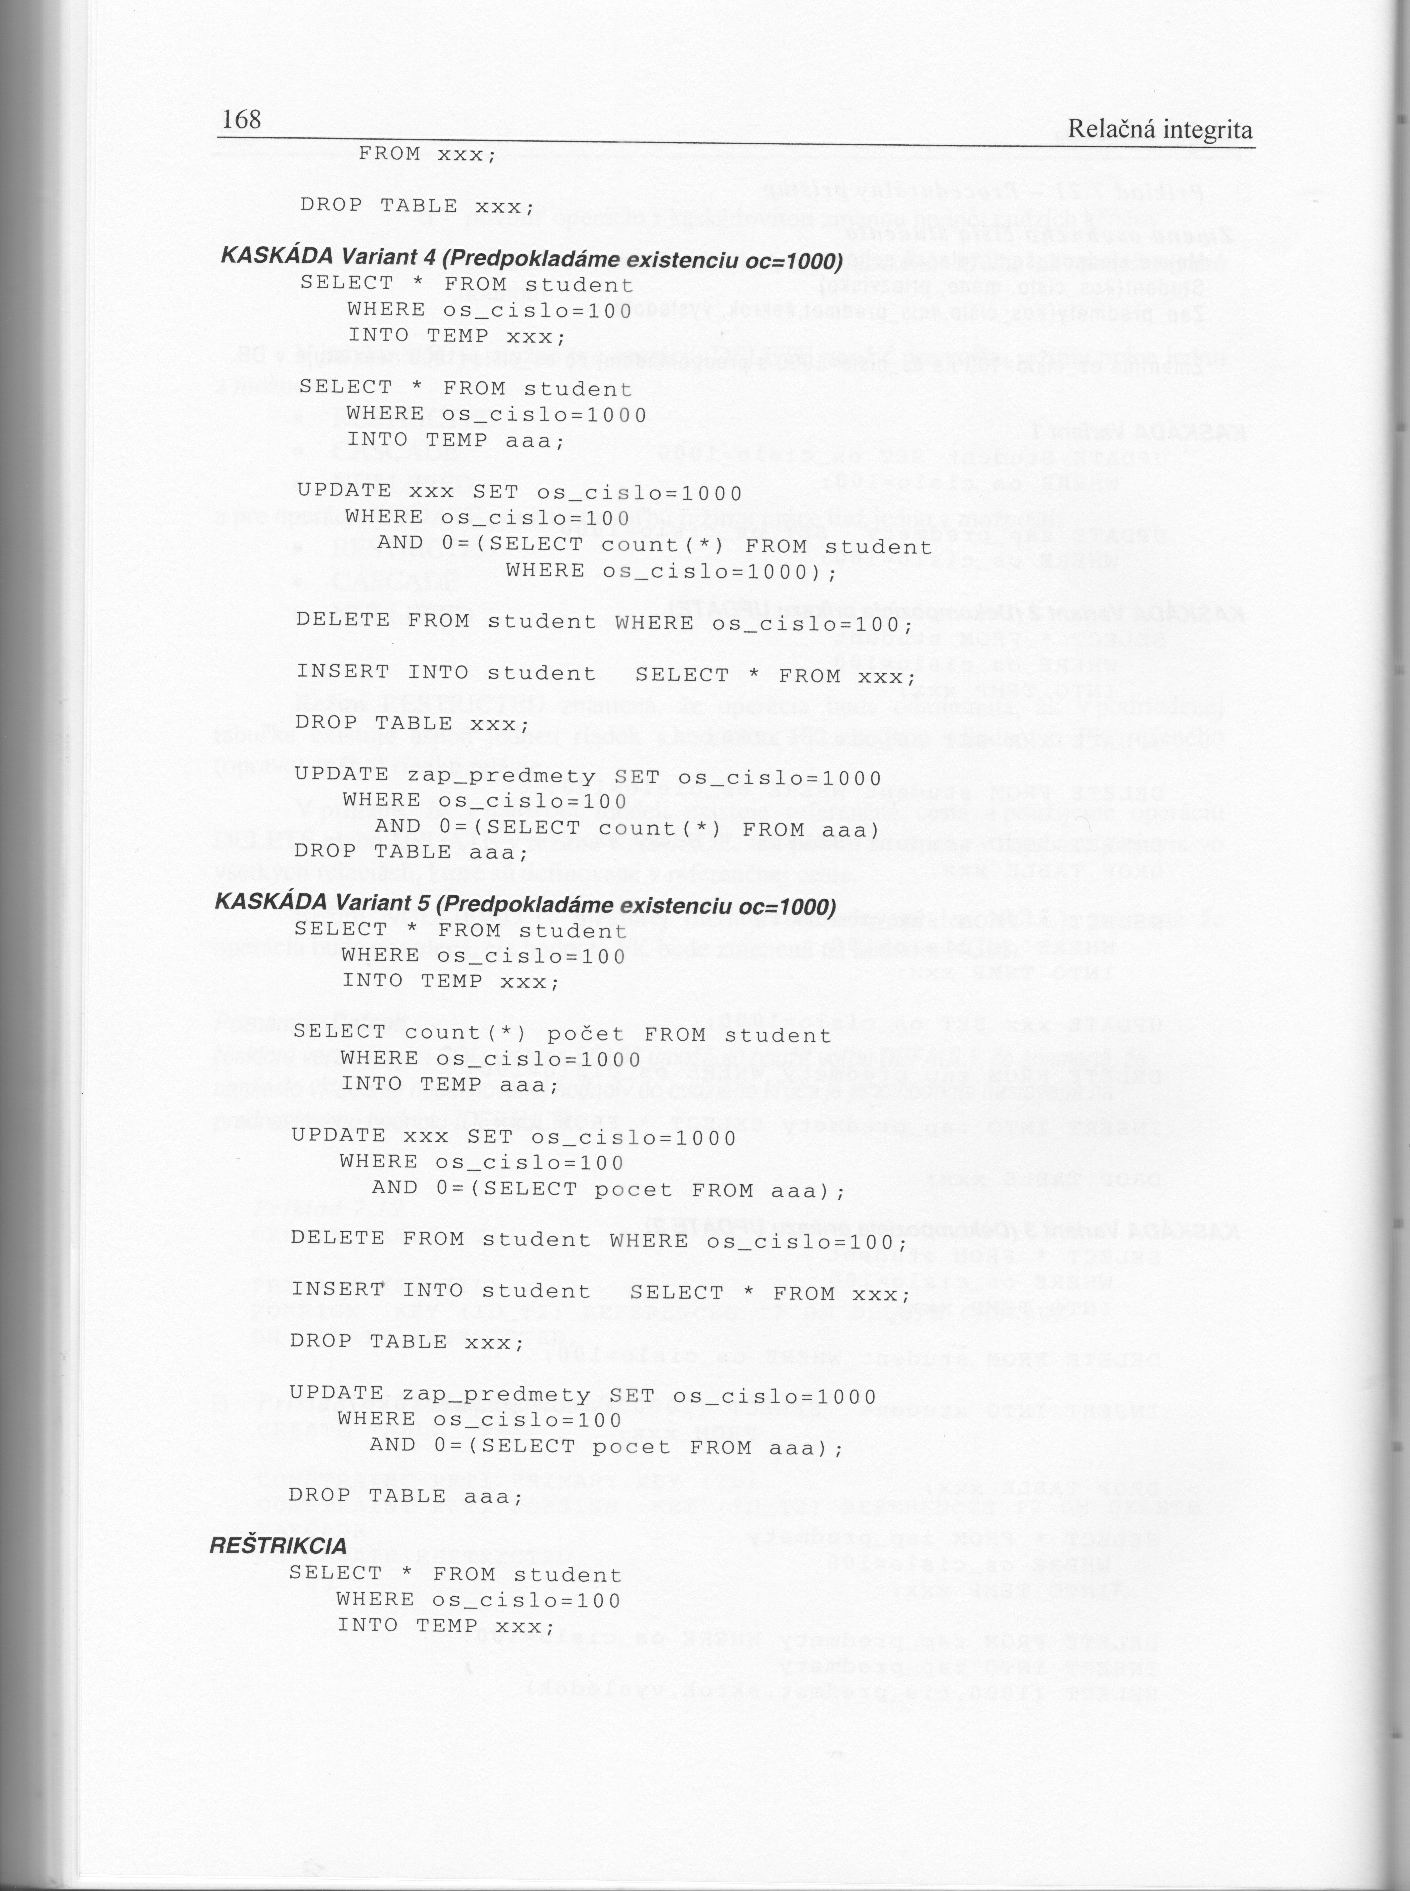 168
Relačná integrita
FROM xxx;
DROP TABLE xxx;
KASKÁDA Variant 4 (Predpokladáme existenciu oc=1000)
SELECT * FROM student
WHERE os_cislo=100
INTO TEMP xxx;
SELECT * FROM student
WHERE os_cislo=1000
INTO TEMP aaa;
UPDATE xxx SET os_cislo=1000
WHERE os_cislo=100
AND 0=(SELECT count(*) FROM student
WHERE os_cislo=1000);
DELETE FROM student WHERE os_cislo=100;
INSERT INTO student SELECT * FROM xxx;
DROP TABLE xxx;
UPDATE zap_predmety SET os_cislo=1000
WHERE os_cislo=100
AND 0=(SELECT count(*) FROM aaa)
DROP TABLE aaa;
KASKÁDA Variant 5 (Predpokladáme existenciu oc=1000)
SELECT * FROM student
WHERE os_cislo=100
INTO TEMP xxx;
SELECT count(*) počet FROM student
WHERE os_cislo=1000
INTO TEMP aaa;
UPDATE xxx SET os_cislo=1000
WHERE os_cislo=100
AND 0=(SELECT pocet FROM aaa);
DELETE FROM student WHERE os_cislo=100;
INSERT INTO student SELECT * FROM xxx;
DROP TABLE xxx;
UPDATE zap_predmety SET os_cislo=1000
WHERE os_cislo=100
AND 0=(SELECT pocet FROM aaa);
DROP TABLE aaa;
REŠTRIKCIA
SELECT * FROM student
WHERE os_cislo=100
INTO TEMP xxx;